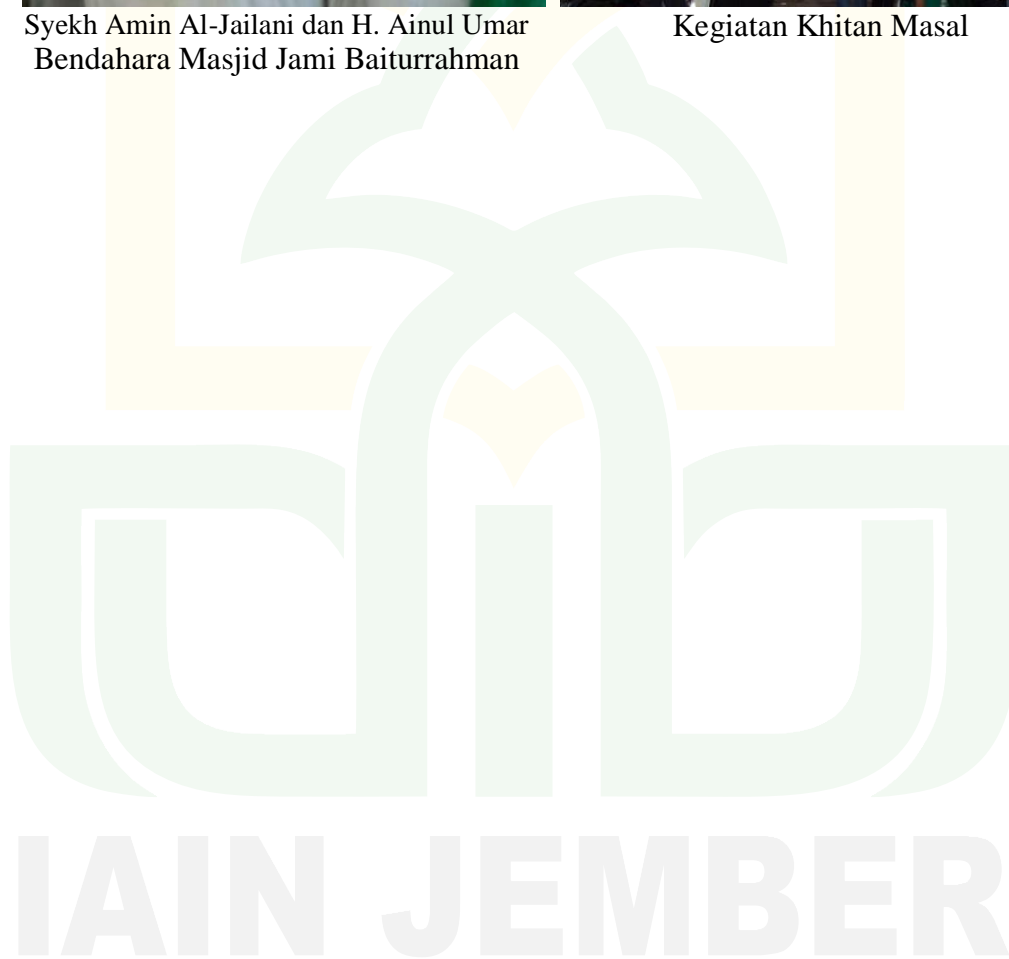 Syekh Amin Al-Jailani dan H. Ainul Umar
Bendahara Masjid Jami Baiturrahman
Kegiatan Khitan Masal
IAIN JEMBER